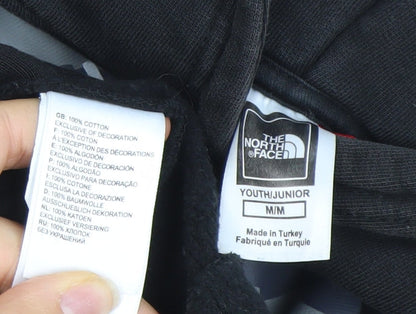 GB: 100% COTTON
EXCLUSIVE OF DECORATION
F: 100% COTON
A L'EXCEPTION DES DÉCORATIONS
E: 100% ALGODÓN
EXCLUSIVO DE DECORACIÓN
P: 100% ALGODÃO
EXCLUSIVO PARA DECORAÇÃO
I: 100% COTONE
ESCLUSA LA DECORAZIONE
D: 100% BAUMWOLLE
AUSSCHLIEßLICH DEKORATION
NL: 100% KATOEN
EXCLUSIEF VERSIERING
RU: 100% ХЛОПОК
БЕЗ УКРАШЕНИЙ
THE
NORTH
FACE
YOUTH/JUNIOR
M/M
Made in Turkey
Fabriqué en Turquie